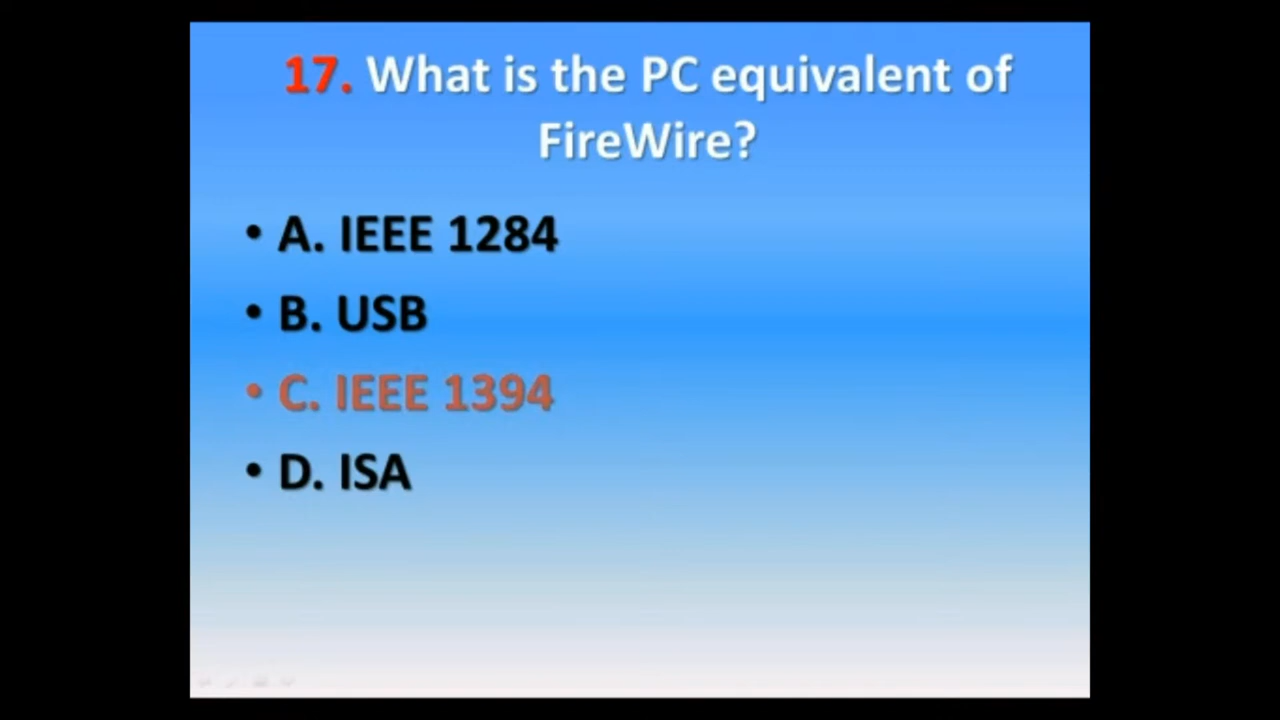 17. What is the PC equivalent of
FireWire?
• A. IEEE 1284
• B. USB
• C. IEEE 1394
• D. ISA